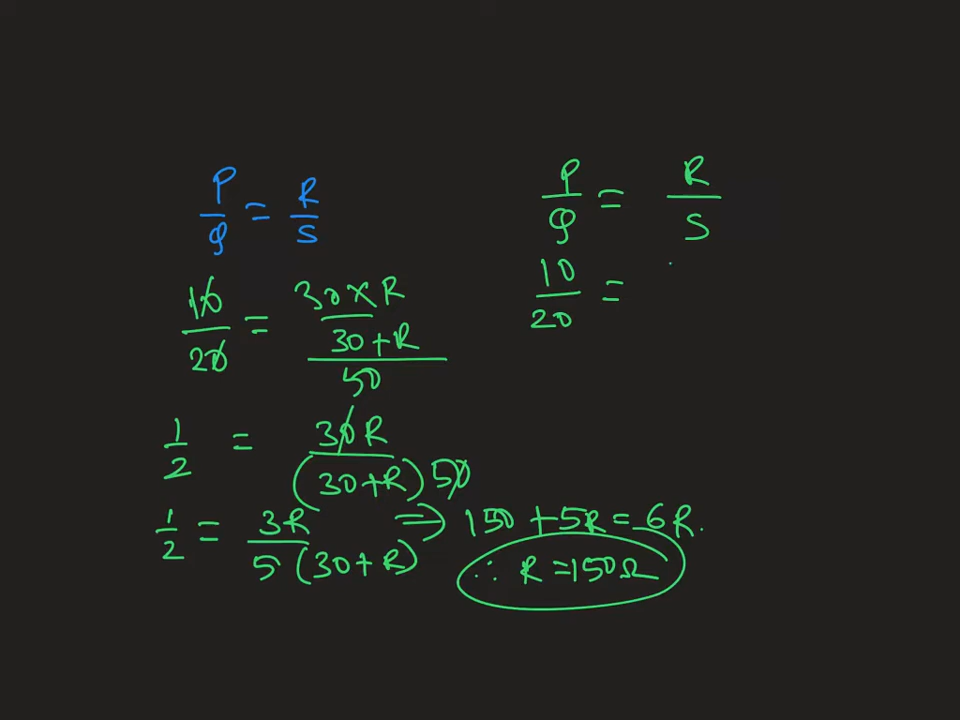 P/Q = R/S
10/20 = (30×R/30+R)/50
1/2 = 30R/(30+R)50
1/2 = 3R/5(30+R) ⇒ 150+5R=6R.
∴ R=150Ω
P/Q = R/S
10/20 =